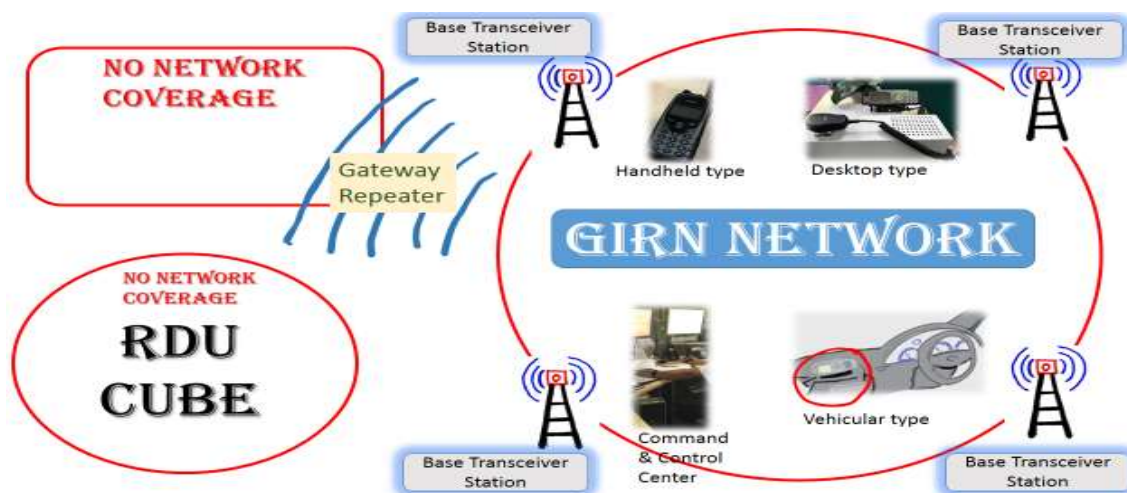 Base Transceiver
Station
Base Transceiver
Station
NO NETWORK
COVERAGE
Gateway
Repeater
Handheld type
Desktop type
GIRN NETWORK
NO NETWORK
COVERAGE
RDU
CUBE
Command
& Control
Center
Vehicular type
Base Transceiver
Station
Base Transceiver
Station